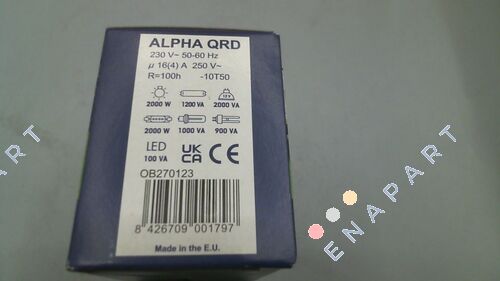 ALPHA QRD
230 V~ 50-60 Hz
µ 16(4) A 250 V~
R=100h -10T50
12 V
2000 W 1200 VA 2000 VA
2000 W 1000 VA 900 VA
LED
100 VA
UK
CA CE
OB270123
8 426709 001797
Made in the E.U.
ENAPART